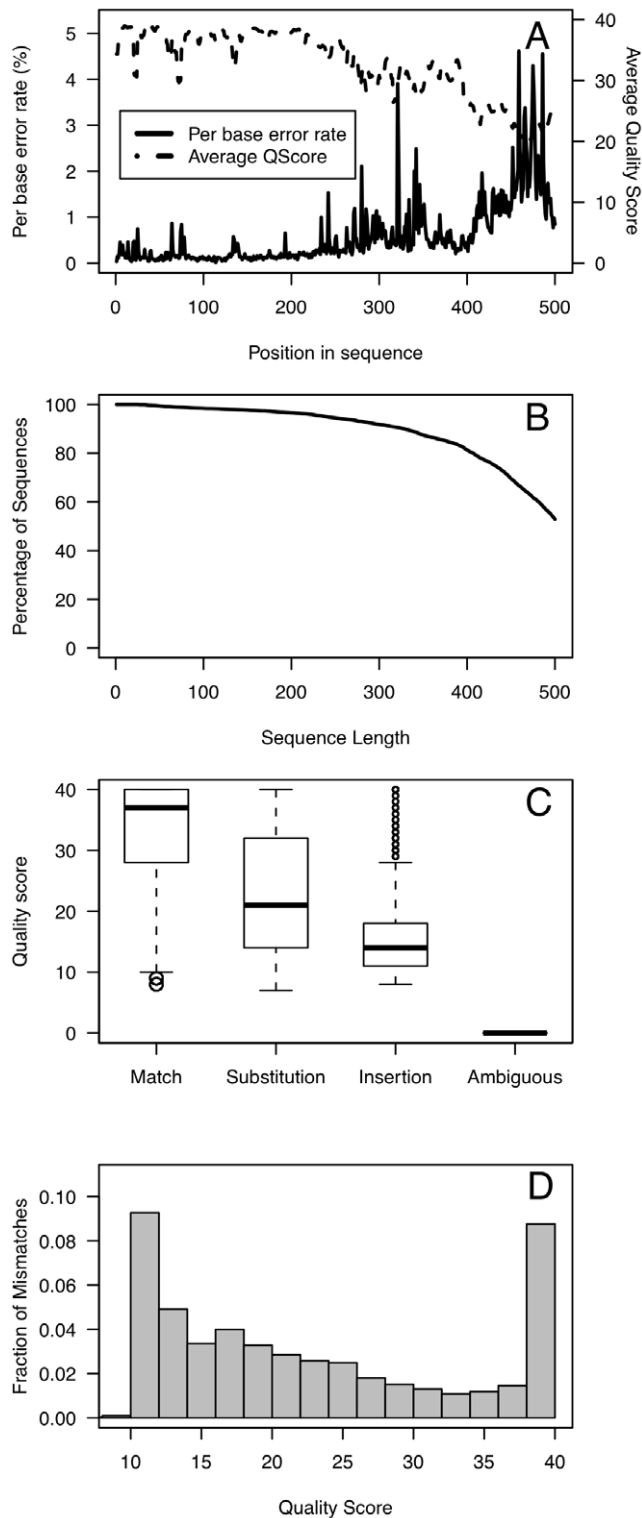 A
Per base error rate (%)
5
4
3
2
1
0
Average Quality Score
40
30
20
10
0
Per base error rate
Average QScore
0 100 200 300 400 500
Position in sequence
B
Percentage of Sequences
100
80
60
40
20
0
0 100 200 300 400 500
Sequence Length
C
Quality score
40
30
20
10
0
Match Substitution Insertion Ambiguous
D
Fraction of Mismatches
0.10
0.08
0.06
0.04
0.02
0.00
10 15 20 25 30 35 40
Quality Score